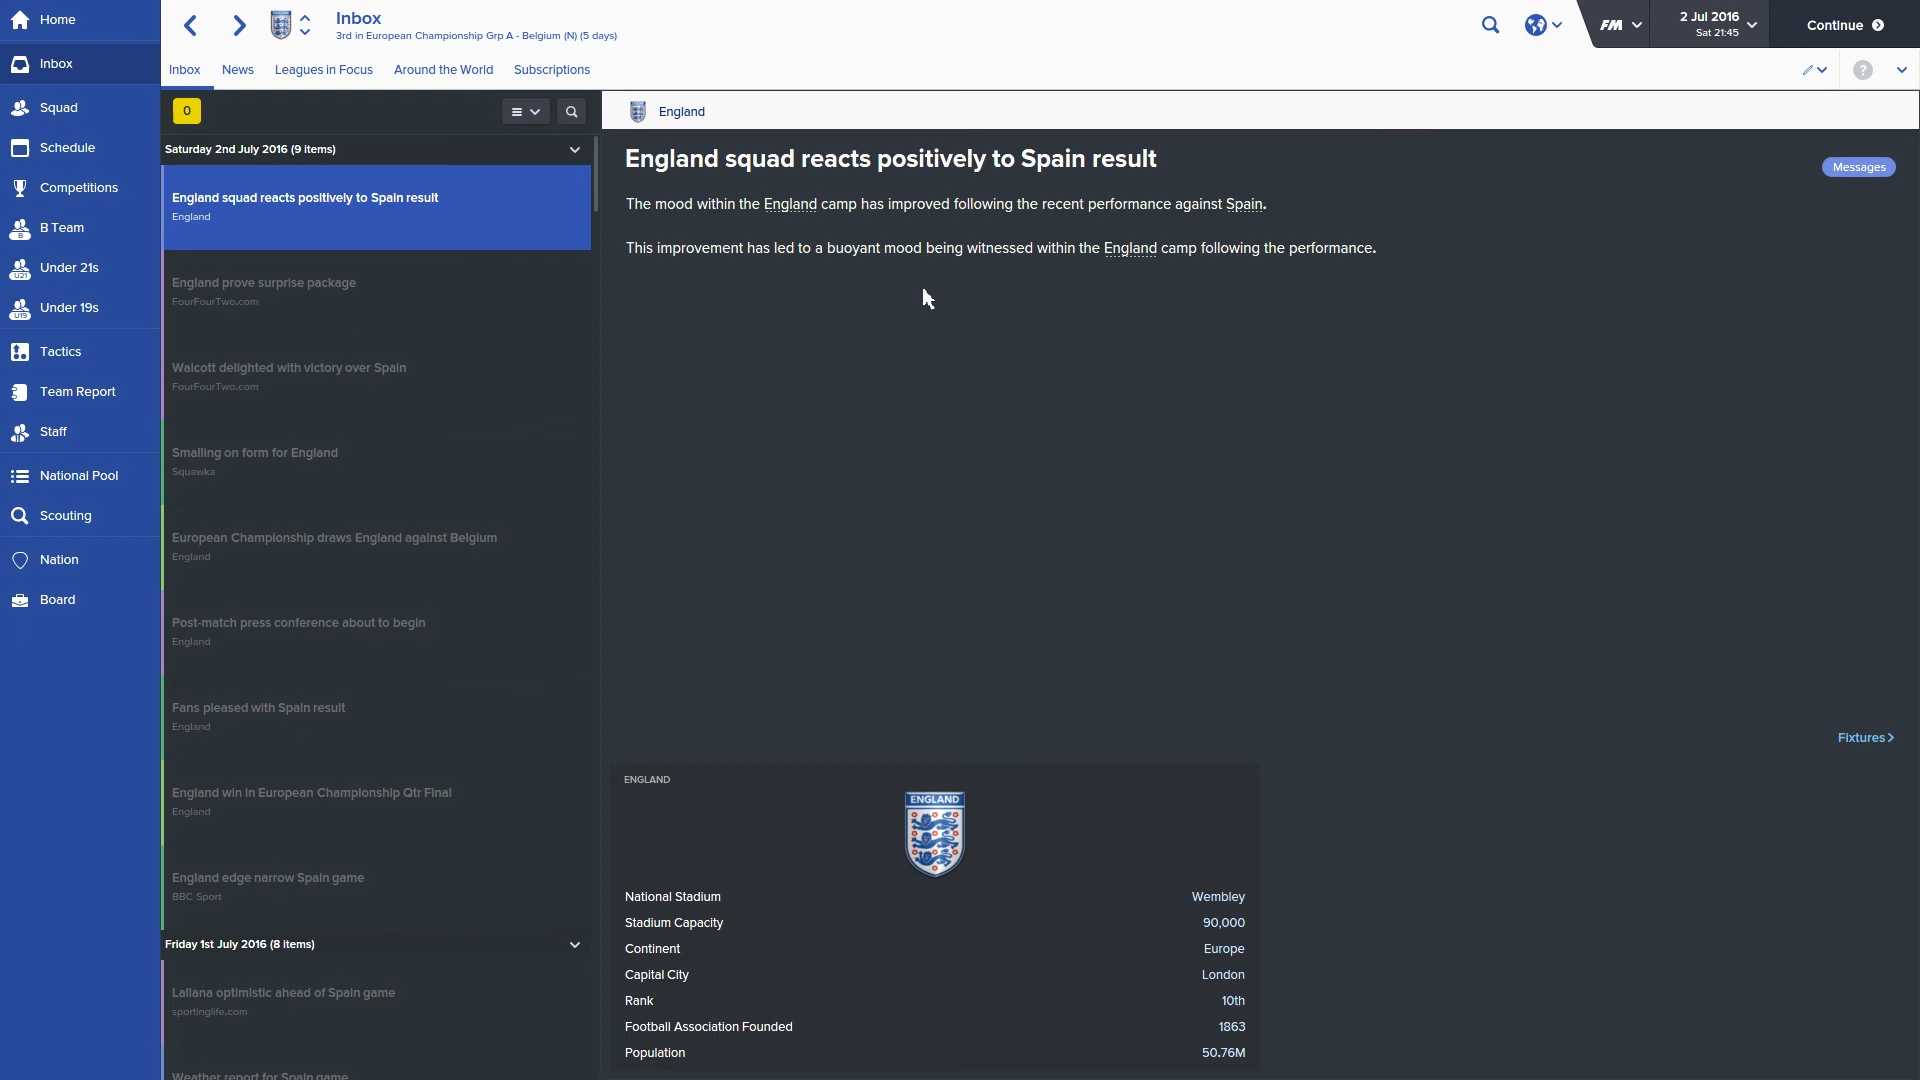 Home
Inbox
Squad
Schedule
Competitions
B Team
B
Under 21s
U21
Under 19s
U19
Tactics
Team Report
Staff
National Pool
Scouting
Nation
Board
Inbox
3rd in European Championship Grp A - Belgium (N) (5 days)
FM
2 Jul 2016
Sat 21:45
Continue
Inbox News Leagues in Focus Around the World Subscriptions
?
0
Saturday 2nd July 2016 (9 items)
England squad reacts positively to Spain result
England
England prove surprise package
FourFourTwo.com
Walcott delighted with victory over Spain
FourFourTwo.com
Smalling on form for England
Squawka
European Championship draws England against Belgium
England
Post-match press conference about to begin
England
Fans pleased with Spain result
England
England win in European Championship Qtr Final
England
England edge narrow Spain game
BBC Sport
Friday 1st July 2016 (8 items)
Lallana optimistic ahead of Spain game
sportinglife.com
Weather report for Spain game
England
England squad reacts positively to Spain result
Messages
The mood within the England camp has improved following the recent performance against Spain.
This improvement has led to a buoyant mood being witnessed within the England camp following the performance.
Fixtures >
ENGLAND
ENGLAND
National Stadium Wembley
Stadium Capacity 90,000
Continent Europe
Capital City London
Rank 10th
Football Association Founded 1863
Population 50.76M